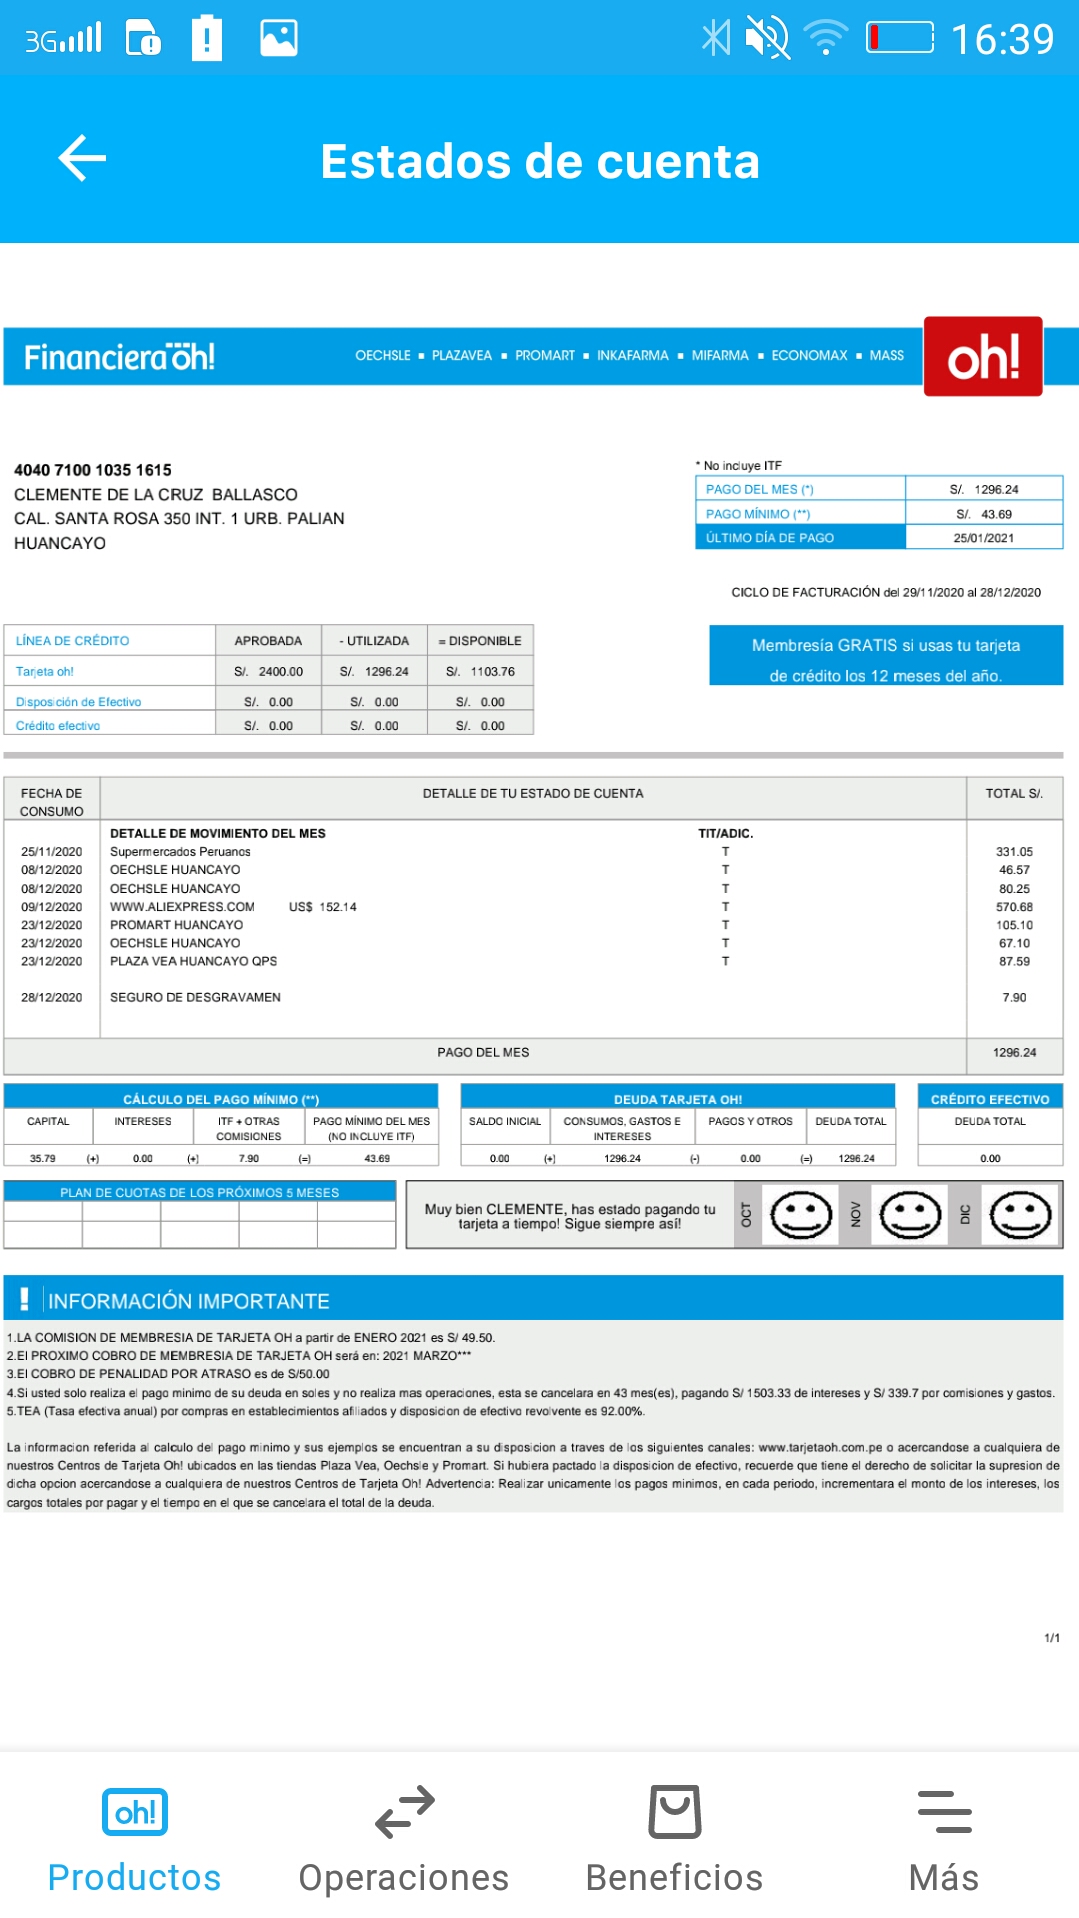 3G 16:39
Estados de cuenta
Financiera oh! OECHSLE ▪ PLAZAVEA ▪ PROMART ▪ INKAFARMA ▪ MIFARMA ▪ ECONOMAX ▪ MASS oh!
4040 7100 1035 1615
CLEMENTE DE LA CRUZ BALLASCO
CAL. SANTA ROSA 350 INT. 1 URB. PALIAN
HUANCAYO
* No incluye ITF
PAGO DEL MES (*) S/. 1296.24
PAGO MÍNIMO (**) S/. 43.69
ÚLTIMO DÍA DE PAGO 25/01/2021
CICLO DE FACTURACIÓN del 29/11/2020 al 28/12/2020
LÍNEA DE CRÉDITO APROBADA - UTILIZADA = DISPONIBLE
Tarjeta oh! S/. 2400.00 S/. 1296.24 S/. 1103.76
Disposición de Efectivo S/. 0.00 S/. 0.00 S/. 0.00
Crédito efectivo S/. 0.00 S/. 0.00 S/. 0.00
Membresía GRATIS si usas tu tarjeta
de crédito los 12 meses del año.
FECHA DE CONSUMO DETALLE DE TU ESTADO DE CUENTA TOTAL S/.
DETALLE DE MOVIMIENTO DEL MES TIT/ADIC.
25/11/2020 Supermercados Peruanos T 331.05
08/12/2020 OECHSLE HUANCAYO T 46.57
08/12/2020 OECHSLE HUANCAYO T 80.25
09/12/2020 WWW.ALIEXPRESS.COM US$ 152.14 T 570.68
23/12/2020 PROMART HUANCAYO T 105.10
23/12/2020 OECHSLE HUANCAYO T 67.10
23/12/2020 PLAZA VEA HUANCAYO QPS T 87.59
28/12/2020 SEGURO DE DESGRAVAMEN 7.90
PAGO DEL MES 1296.24
CÁLCULO DEL PAGO MÍNIMO (**)
CAPITAL INTERESES ITF + OTRAS COMISIONES PAGO MÍNIMO DEL MES (NO INCLUYE ITF)
35.79 (+) 0.00 (+) 7.90 (=) 43.69
DEUDA TARJETA OH!
SALDO INICIAL CONSUMOS, GASTOS E INTERESES PAGOS Y OTROS DEUDA TOTAL
0.00 (+) 1296.24 (-) 0.00 (=) 1296.24
CRÉDITO EFECTIVO
DEUDA TOTAL
0.00
PLAN DE CUOTAS DE LOS PRÓXIMOS 5 MESES
Muy bien CLEMENTE, has estado pagando tu
tarjeta a tiempo! Sigue siempre así!
OCT NOV DIC
! INFORMACIÓN IMPORTANTE
1.LA COMISION DE MEMBRESIA DE TARJETA OH a partir de ENERO 2021 es S/ 49.50.
2.El PROXIMO COBRO DE MEMBRESIA DE TARJETA OH será en: 2021 MARZO***
3.El COBRO DE PENALIDAD POR ATRASO es de S/50.00
4.Si usted solo realiza el pago minimo de su deuda en soles y no realiza mas operaciones, esta se cancelara en 43 mes(es), pagando S/ 1503.33 de intereses y S/ 339.7 por comisiones y gastos.
5.TEA (Tasa efectiva anual) por compras en establecimientos afiliados y disposicion de efectivo revolvente es 92.00%.
La informacion referida al calculo del pago minimo y sus ejemplos se encuentran a su disposicion a traves de los siguientes canales: www.tarjetaoh.com.pe o acercandose a cualquiera de
nuestros Centros de Tarjeta Oh! ubicados en las tiendas Plaza Vea, Oechsle y Promart. Si hubiera pactado la disposicion de efectivo, recuerde que tiene el derecho de solicitar la supresion de
dicha opcion acercandose a cualquiera de nuestros Centros de Tarjeta Oh! Advertencia: Realizar unicamente los pagos minimos, en cada periodo, incrementara el monto de los intereses, los
cargos totales por pagar y el tiempo en el que se cancelara el total de la deuda.
1/1
oh!
Productos Operaciones Beneficios Más